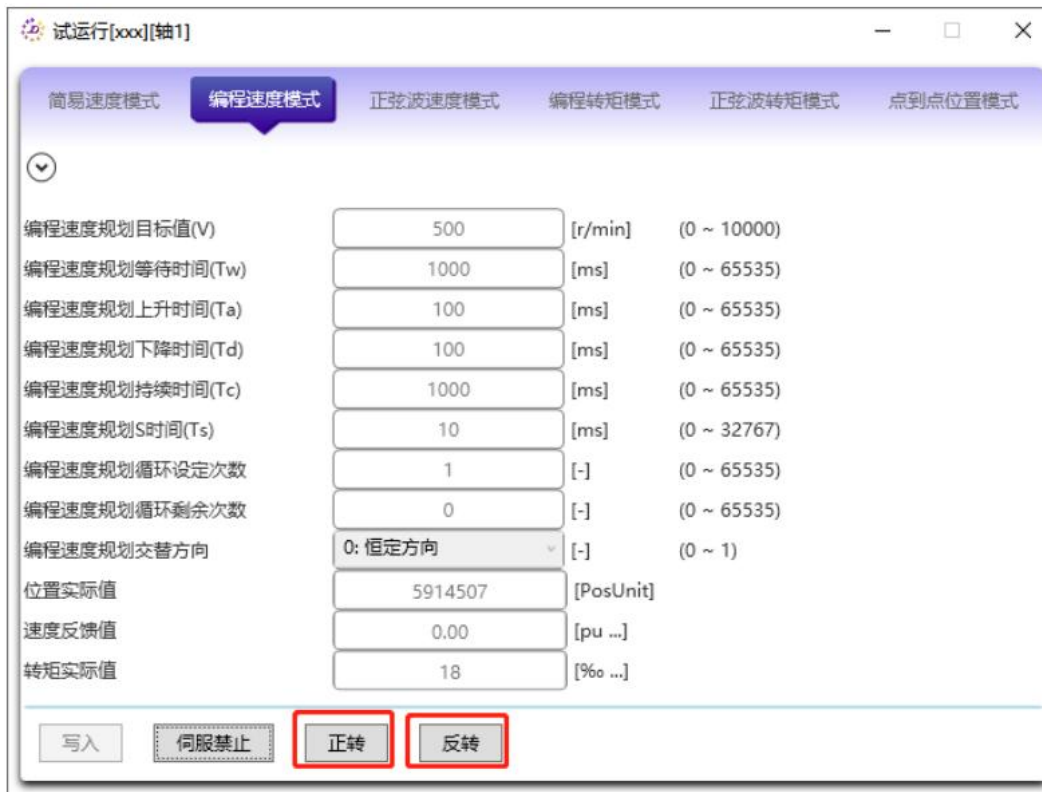 试运行[xxx][轴1]
简易速度模式 编程速度模式 正弦波速度模式 编程转矩模式 正弦波转矩模式 点到点位置模式
编程速度规划目标值(V) 500 [r/min] (0 ~ 10000)
编程速度规划等待时间(Tw) 1000 [ms] (0 ~ 65535)
编程速度规划上升时间(Ta) 100 [ms] (0 ~ 65535)
编程速度规划下降时间(Td) 100 [ms] (0 ~ 65535)
编程速度规划持续时间(Tc) 1000 [ms] (0 ~ 65535)
编程速度规划S时间(Ts) 10 [ms] (0 ~ 32767)
编程速度规划循环设定次数 1 [-] (0 ~ 65535)
编程速度规划循环剩余次数 0 [-] (0 ~ 65535)
编程速度规划交替方向 0: 恒定方向 [-] (0 ~ 1)
位置实际值 5914507 [PosUnit]
速度反馈值 0.00 [pu ...]
转矩实际值 18 [‰ ...]
写入 伺服禁止 正转 反转